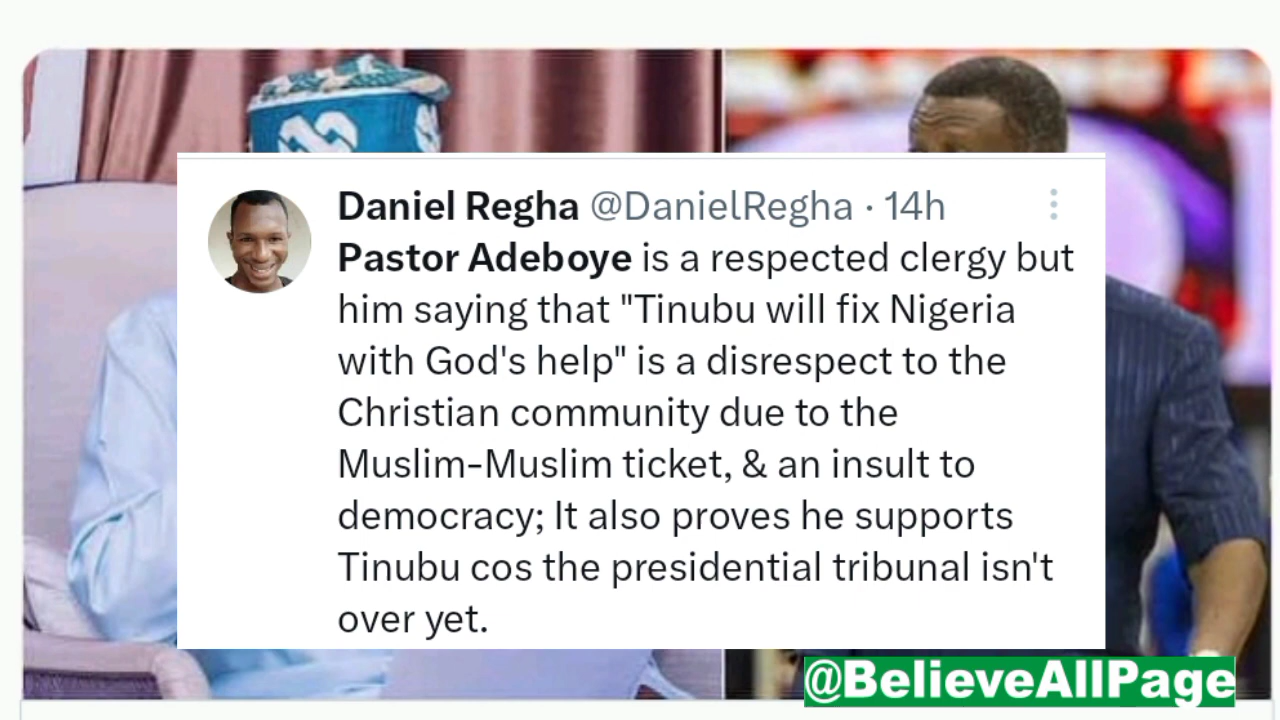 Daniel Regha @DanielRegha · 14h
Pastor Adeboye is a respected clergy but
him saying that "Tinubu will fix Nigeria
with God's help" is a disrespect to the
Christian community due to the
Muslim-Muslim ticket, & an insult to
democracy; It also proves he supports
Tinubu cos the presidential tribunal isn't
over yet.
@BelieveAllPage